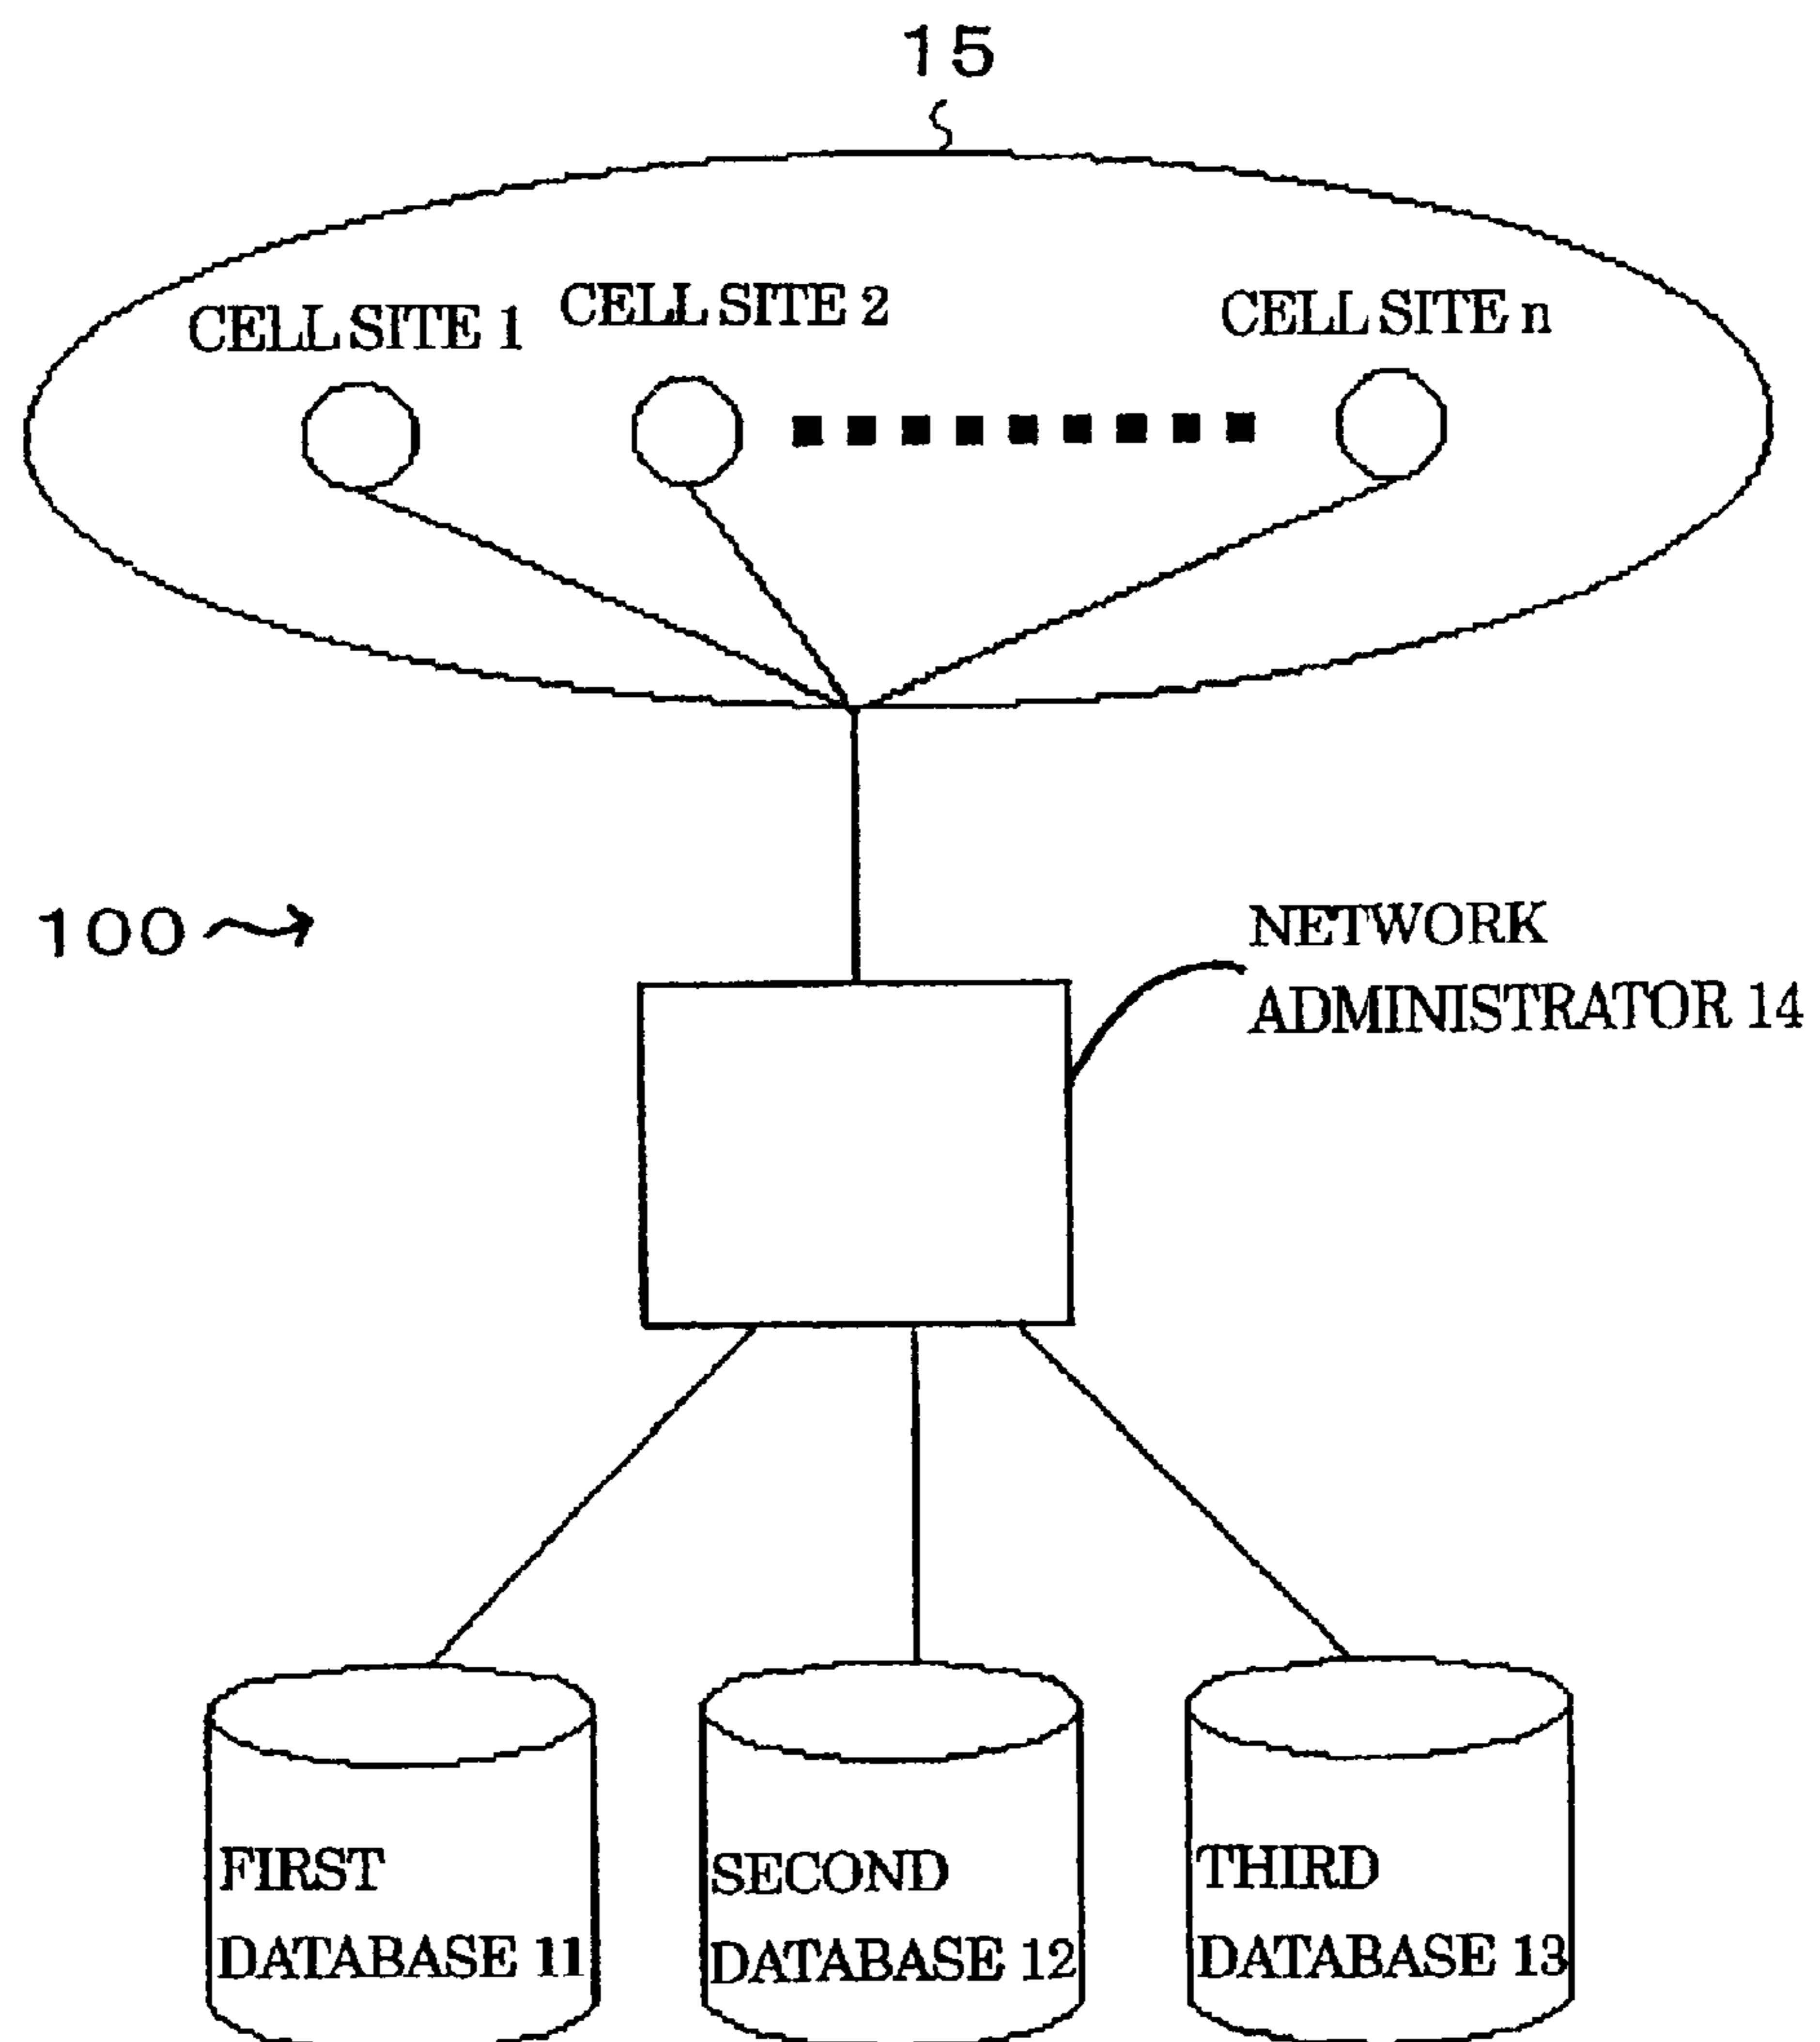 15
CELL SITE 1
CELL SITE 2
CELL SITE n
100
NETWORK
ADMINISTRATOR 14
FIRST
DATABASE 11
SECOND
DATABASE 12
THIRD
DATABASE 13